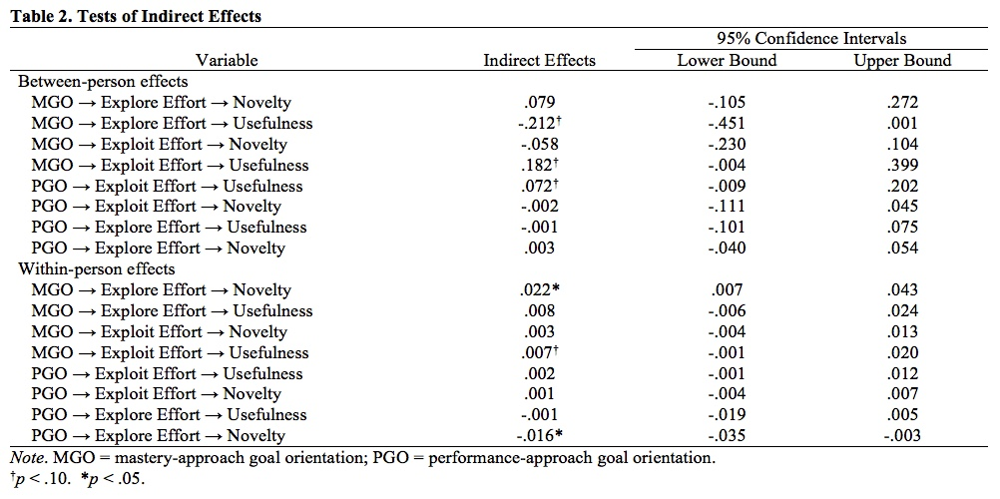 Table 2. Tests of Indirect Effects
95% Confidence Intervals
Variable Indirect Effects Lower Bound Upper Bound
Between-person effects
MGO → Explore Effort → Novelty .079 -.105 .272
MGO → Explore Effort → Usefulness -.212† -.451 .001
MGO → Exploit Effort → Novelty -.058 -.230 .104
MGO → Exploit Effort → Usefulness .182† -.004 .399
PGO → Exploit Effort → Usefulness .072† -.009 .202
PGO → Exploit Effort → Novelty -.002 -.111 .045
PGO → Explore Effort → Usefulness -.001 -.101 .075
PGO → Explore Effort → Novelty .003 -.040 .054
Within-person effects
MGO → Explore Effort → Novelty .022* .007 .043
MGO → Explore Effort → Usefulness .008 -.006 .024
MGO → Exploit Effort → Novelty .003 -.004 .013
MGO → Exploit Effort → Usefulness .007† -.001 .020
PGO → Exploit Effort → Usefulness .002 -.001 .012
PGO → Exploit Effort → Novelty .001 -.004 .007
PGO → Explore Effort → Usefulness -.001 -.019 .005
PGO → Explore Effort → Novelty -.016* -.035 -.003
Note. MGO = mastery-approach goal orientation; PGO = performance-approach goal orientation.
†p < .10. *p < .05.